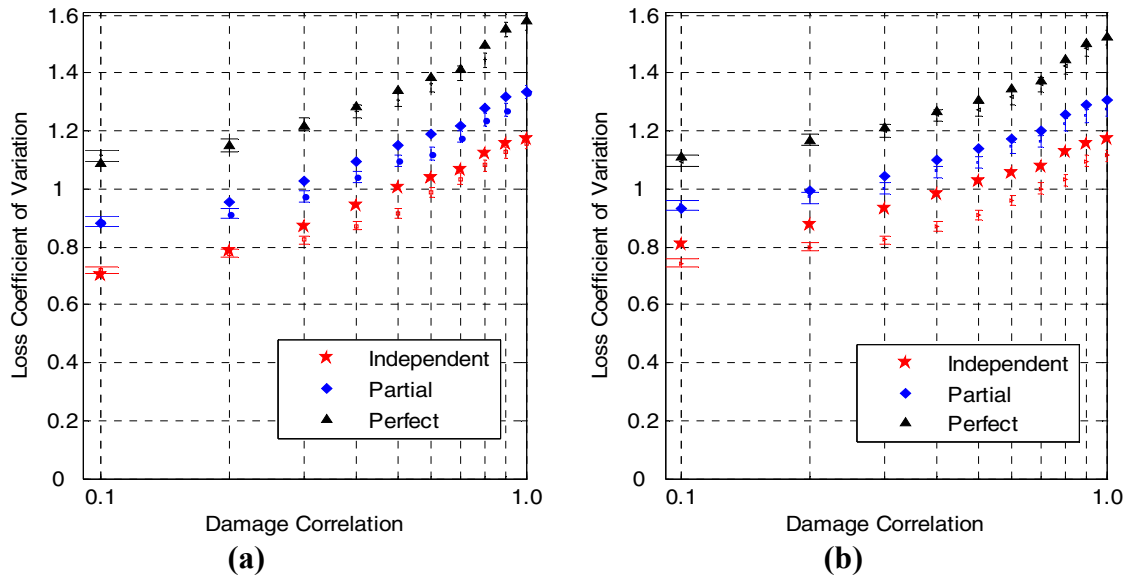 1.6
1.4
1.2
1
0.8
0.6
0.4
0.2
0
Loss Coefficient of Variation
Independent
Partial
Perfect
0.1
1.0
Damage Correlation
(a)
1.6
1.4
1.2
1
0.8
0.6
0.4
0.2
0
Loss Coefficient of Variation
Independent
Partial
Perfect
0.1
1.0
Damage Correlation
(b)